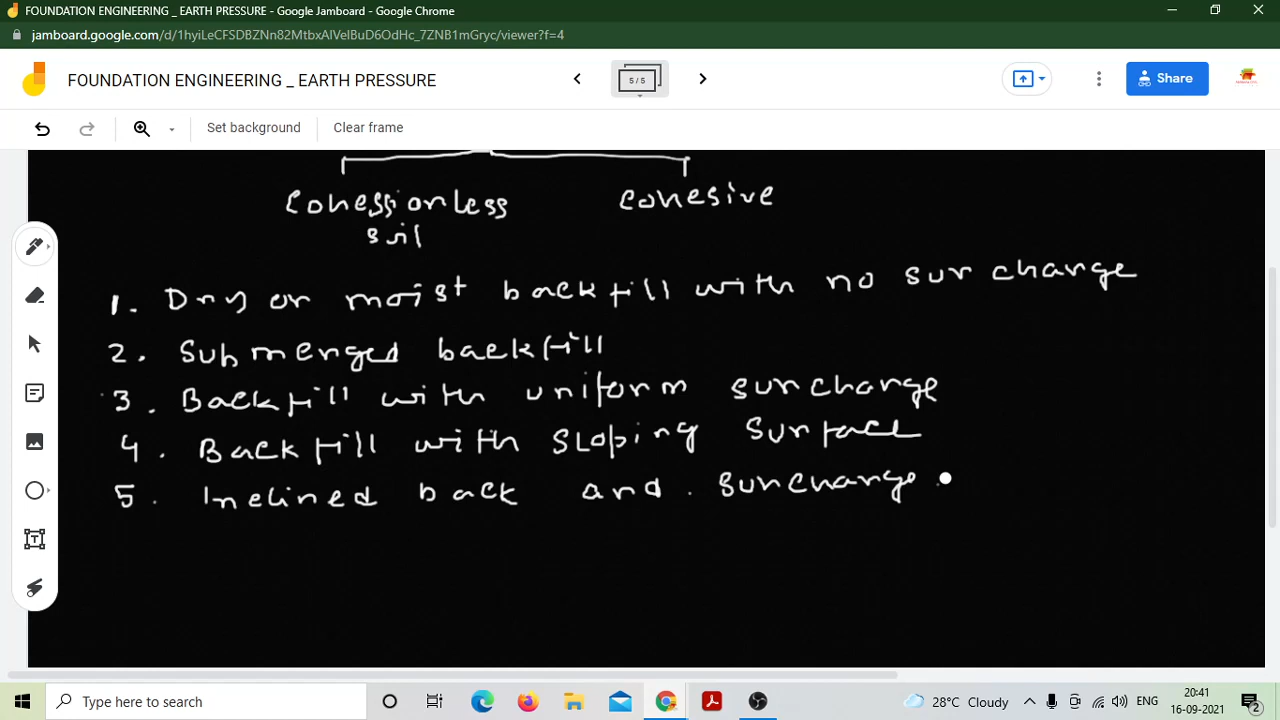 FOUNDATION ENGINEERING _ EARTH PRESSURE - Google Jamboard - Google Chrome
jamboard.google.com/d/1hyiLeCFSDBZNn82MtbxAIVelBuD6OdHc_7ZNB1mGryc/viewer?f=4
FOUNDATION ENGINEERING _ EARTH PRESSURE
5 / 5
Share
Set background
Clear frame
Cohessionless
soil
Cohesive
1. Dry or moist backfill with no surcharge
2. Submerged backfill
3. Backfill with uniform surcharge
4. Backfill with sloping surface
5. Inclined back and surcharge.
Type here to search
28°C Cloudy
ENG
20:41
16-09-2021
2